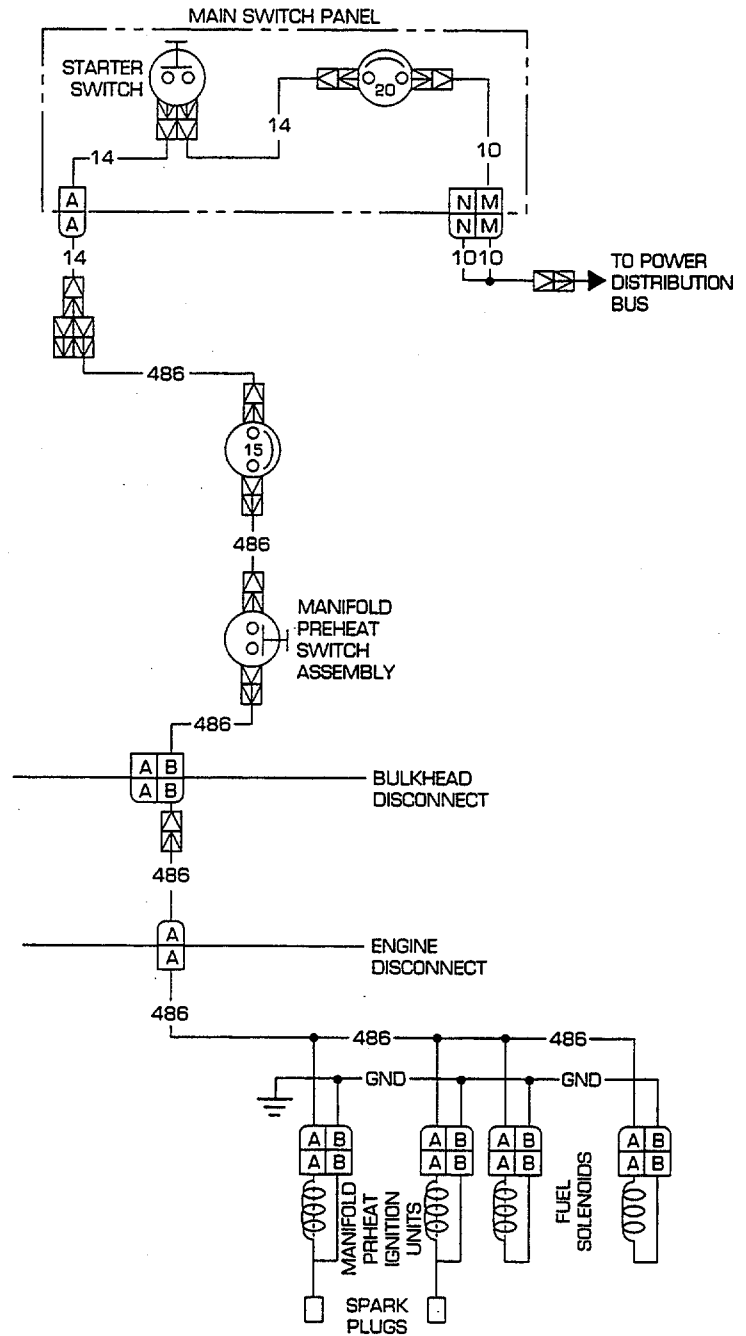 MAIN SWITCH PANEL
STARTER
SWITCH
20
14
14
10
A
A
N M
N M
14
10 10
TO POWER
DISTRIBUTION
BUS
486
15
486
MANIFOLD
PREHEAT
SWITCH
ASSEMBLY
486
A B
A B
BULKHEAD
DISCONNECT
486
A
A
ENGINE
DISCONNECT
486
486
486
GND
GND
A B
A B
A B
A B
A B
A B
A B
A B
MANIFOLD
PRHEAT
IGNITION
UNITS
FUEL
SOLENOIDS
SPARK
PLUGS